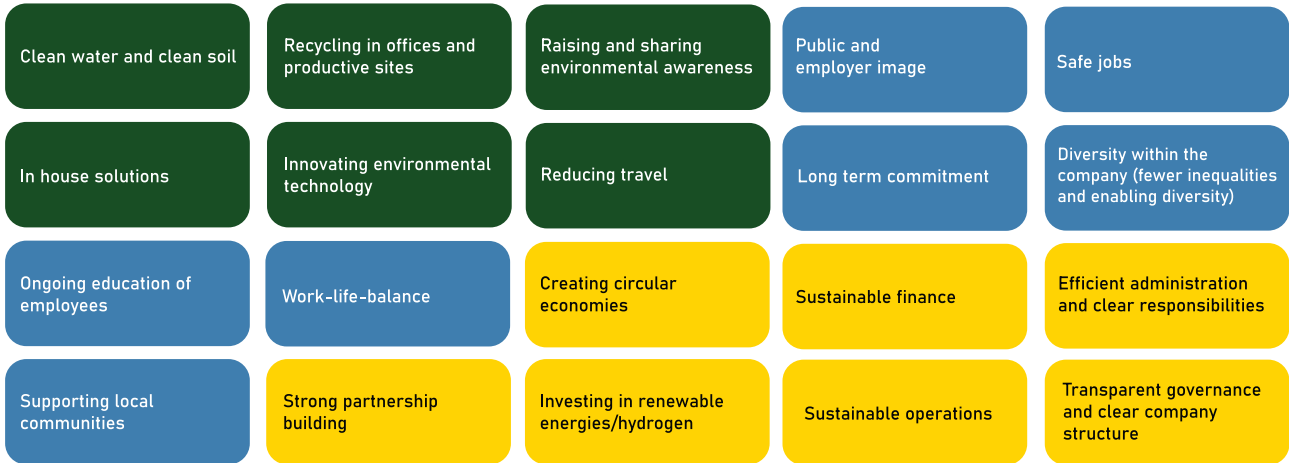 Clean water and clean soil
Recycling in offices and
productive sites
Raising and sharing
environmental awareness
Public and
employer image
Safe jobs
In house solutions
Innovating environmental
technology
Reducing travel
Long term commitment
Diversity within the
company (fewer inequalities
and enabling diversity)
Ongoing education of
employees
Work-life-balance
Creating circular
economies
Sustainable finance
Efficient administration
and clear responsibilities
Supporting local
communities
Strong partnership
building
Investing in renewable
energies/hydrogen
Sustainable operations
Transparent governance
and clear company
structure